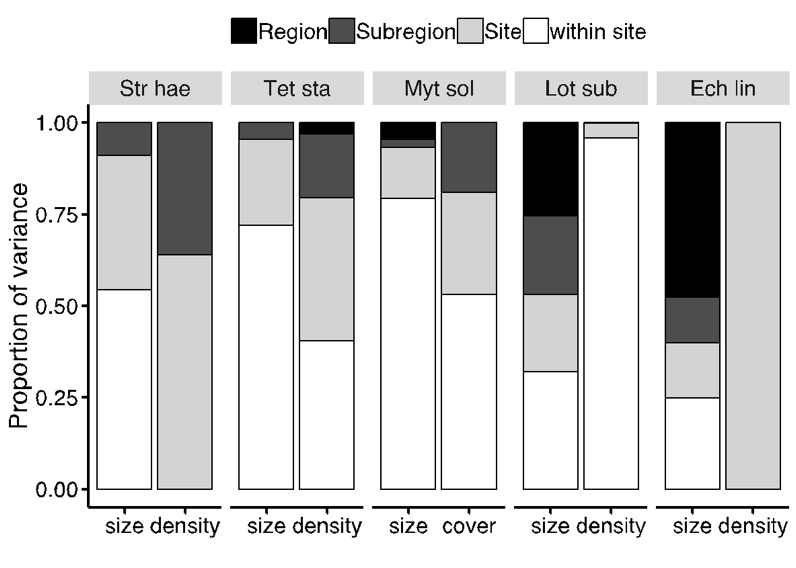 Region Subregion Site within site
Str hae Tet sta Myt sol Lot sub Ech lin
Proportion of variance
1.00
0.75
0.50
0.25
0.00
size density size density size cover size density size density